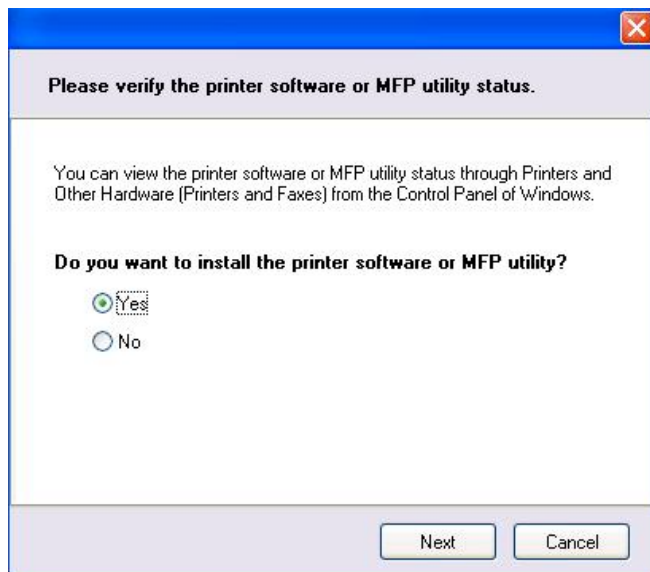 Please verify the printer software or MFP utility status.
You can view the printer software or MFP utility status through Printers and
Other Hardware (Printers and Faxes) from the Control Panel of Windows.
Do you want to install the printer software or MFP utility?
Yes
No
Next
Cancel